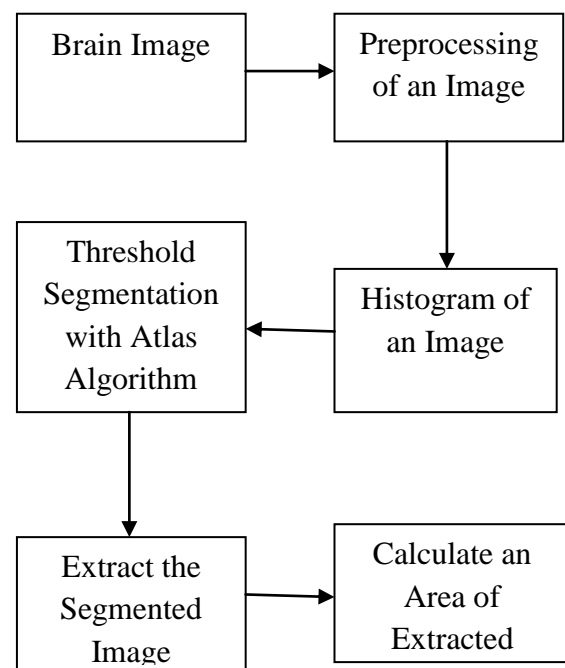 Brain Image
Preprocessing
of an Image
Histogram of
an Image
Threshold
Segmentation
with Atlas
Algorithm
Extract the
Segmented
Image
Calculate an
Area of
Extracted